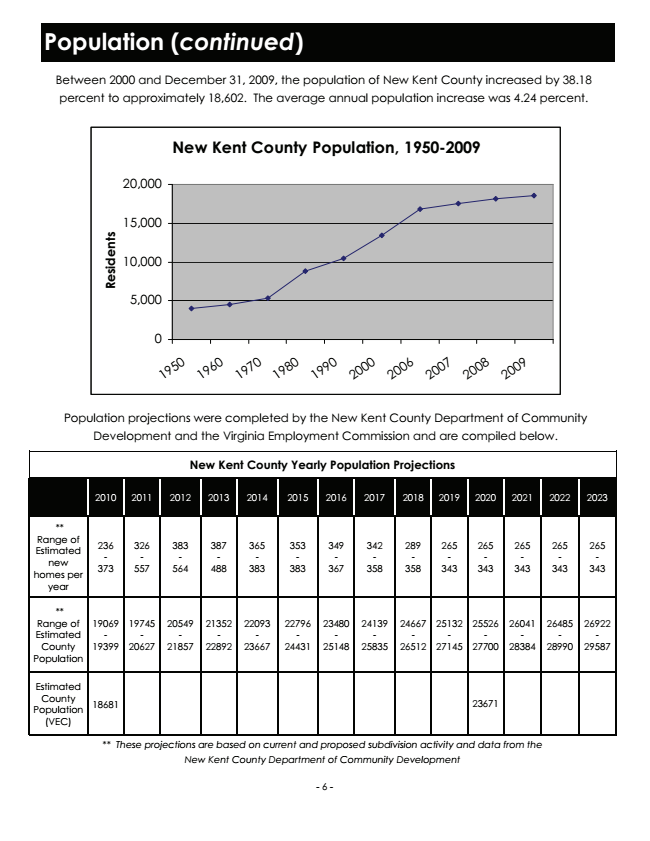 Population (continued)
Between 2000 and December 31, 2009, the population of New Kent County increased by 38.18
percent to approximately 18,602.  The average annual population increase was 4.24 percent.
New Kent County Population, 1950-2009
20,000
15,000
10,000
5,000
0
Residents
1950 1960 1970 1980 1990 2000 2006 2007 2008 2009
Population projections were completed by the New Kent County Department of Community
Development and the Virginia Employment Commission and are compiled below.
New Kent County Yearly Population Projections
2010 2011 2012 2013 2014 2015 2016 2017 2018 2019 2020 2021 2022 2023
**
Range of
Estimated
new
homes per
year
236 326 383 387 365 353 349 342 289 265 265 265 265 265
- - - - - - - - - - - - - -
373 557 564 488 383 383 367 358 358 343 343 343 343 343
**
Range of
Estimated
County
Population
19069 19745 20549 21352 22093 22796 23480 24139 24667 25132 25526 26041 26485 26922
- - - - - - - - - - - - - -
19399 20627 21857 22892 23667 24431 25148 25835 26512 27145 27700 28384 28990 29587
Estimated
County
Population
(VEC)
18681 23671
** These projections are based on current and proposed subdivision activity and data from the
New Kent County Department of Community Development
- 6 -